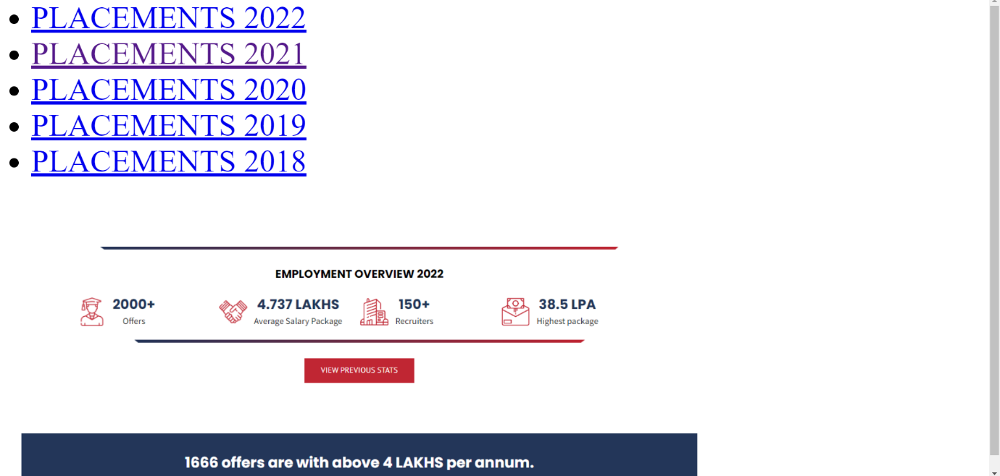 PLACEMENTS 2022
PLACEMENTS 2021
PLACEMENTS 2020
PLACEMENTS 2019
PLACEMENTS 2018
EMPLOYMENT OVERVIEW 2022
2000+
Offers
4.737 LAKHS
Average Salary Package
150+
Recruiters
38.5 LPA
Highest package
VIEW PREVIOUS STATS
1666 offers are with above 4 LAKHS per annum.